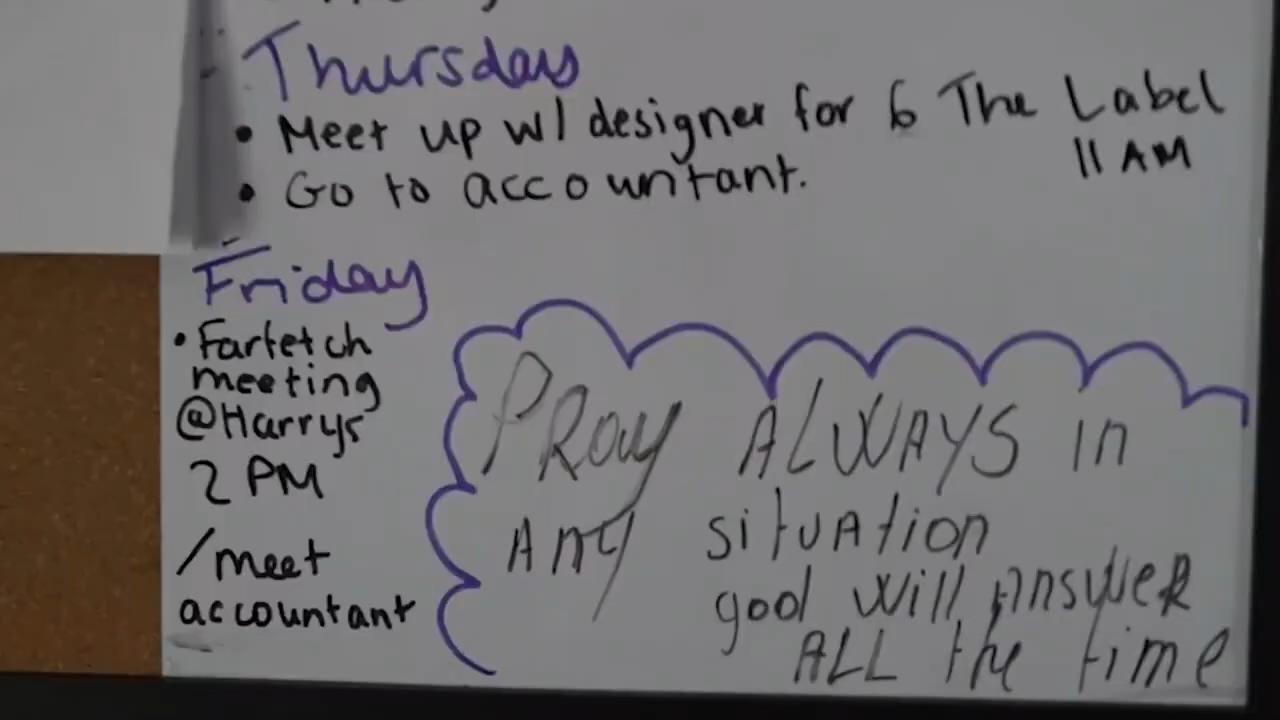 Thursday
• Meet up w/ designer for 6 The Label
11 AM
• Go to accountant.
Friday
• Farfetch
meeting
@Harrys
2 PM
/meet
accountant
PRay ALWAYS in
Any situation
good will answer
ALL the time